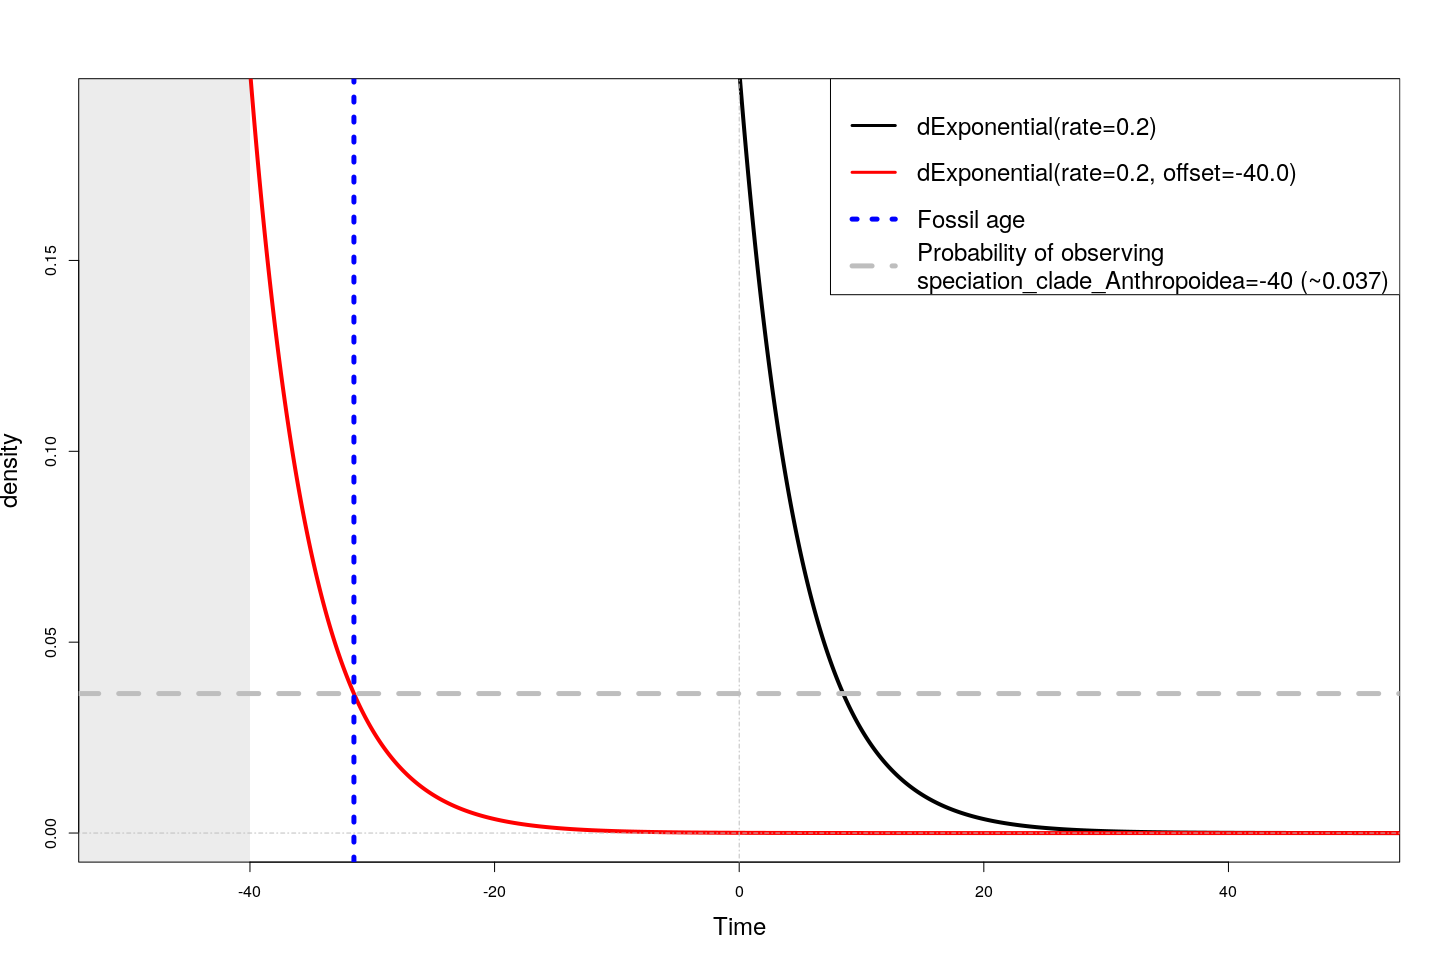 dExponential(rate=0.2)
dExponential(rate=0.2, offset=-40.0)
Fossil age
Probability of observing
speciation_clade_Anthropoidea=-40 (~0.037)
density
0.15
0.10
0.05
0.00
-40
-20
0
20
40
Time